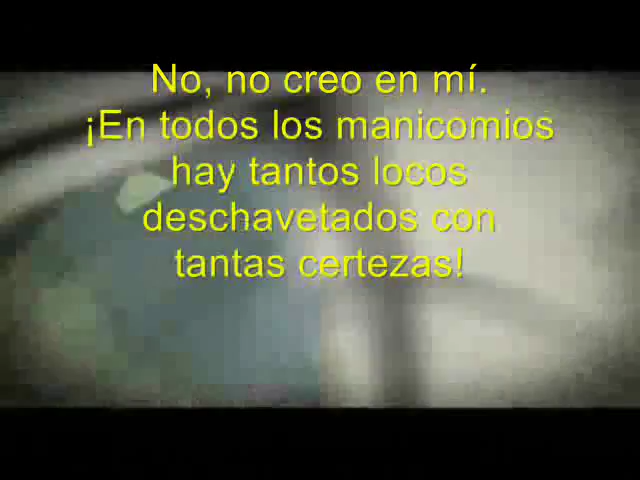 No, no creo en mí.
¡En todos los manicomios
hay tantos locos
deschavetados con
tantas certezas!